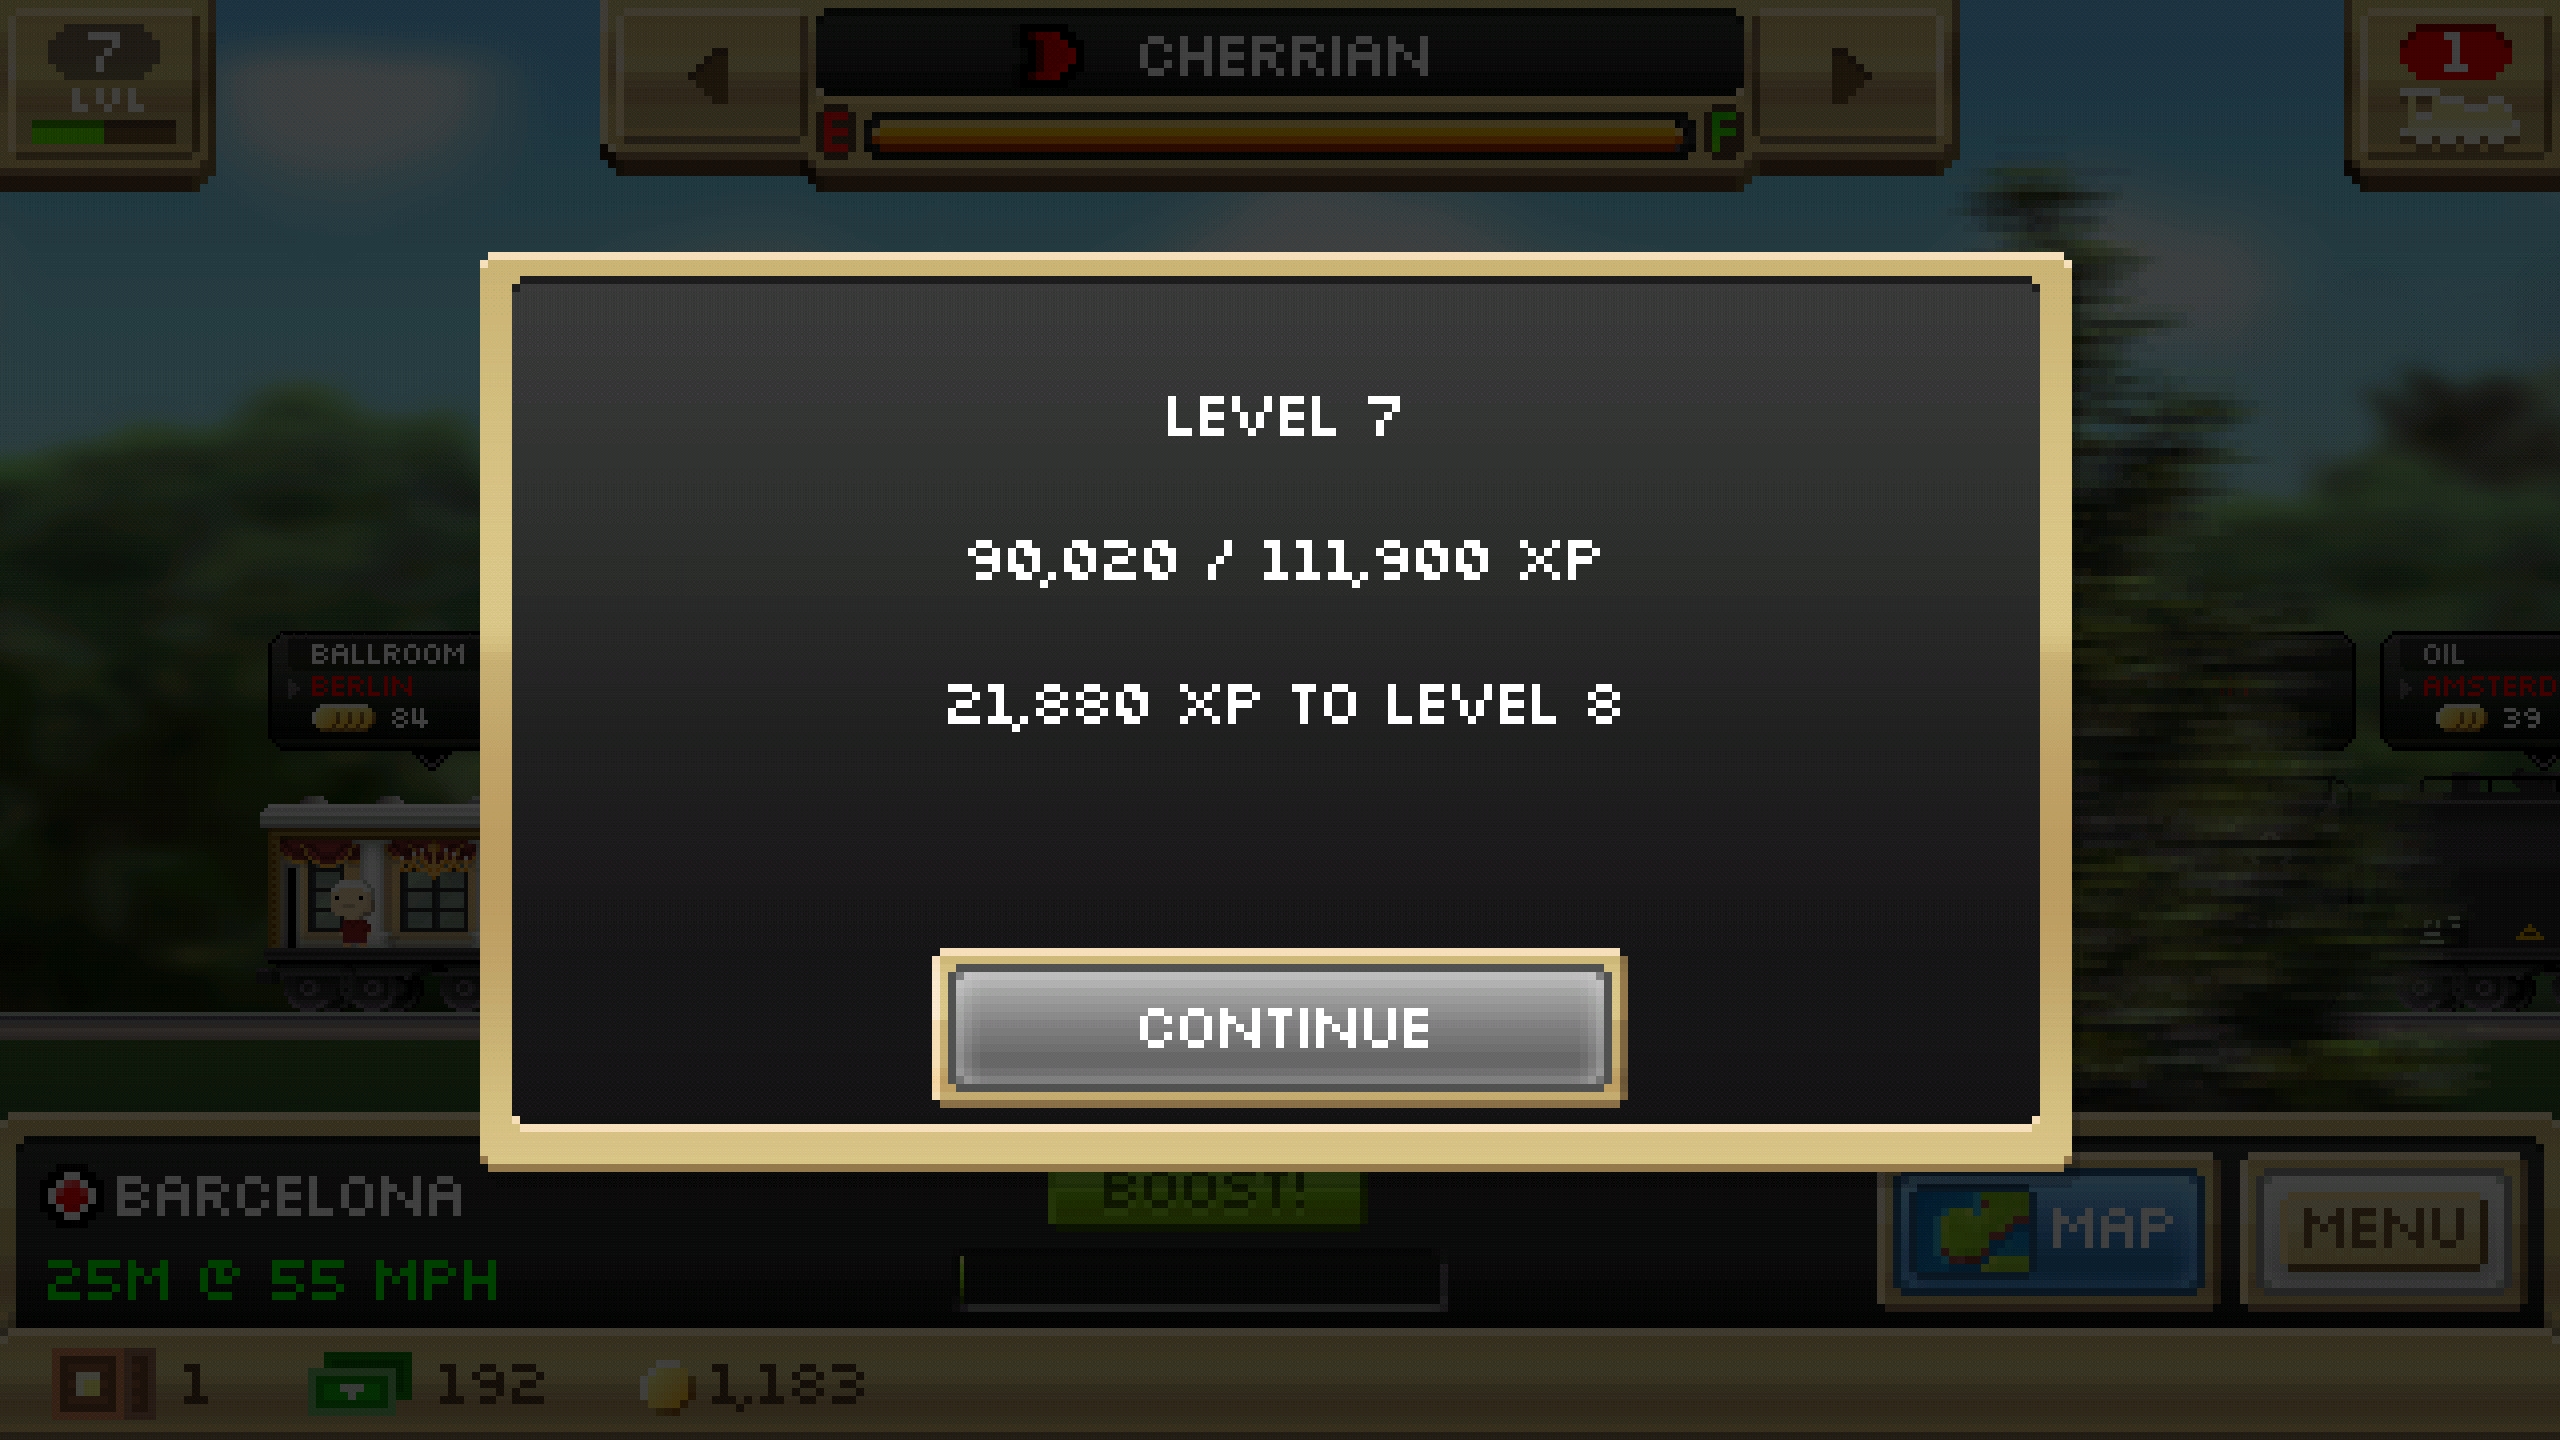 7
LVL
CHERRIAN
E F
1
LEVEL 7
90,020 / 111,900 XP
21,880 XP TO LEVEL 8
CONTINUE
BALLROOM
BERLIN
84
OIL
AMSTERD
39
BARCELONA
25M @ 55 MPH
BOOST!
MAP
MENU
1
192
1,183